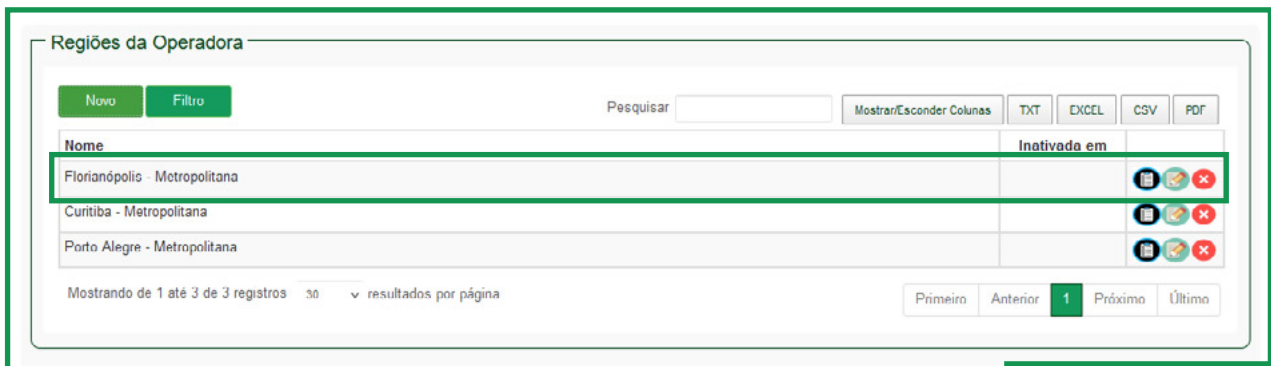 Regiões da Operadora
Novo Filtro Pesquisar Mostrar/Esconder Colunas TXT EXCEL CSV PDF
Nome Inativada em
Florianópolis - Metropolitana
Curitiba - Metropolitana
Porto Alegre - Metropolitana
Mostrando de 1 até 3 de 3 registros 30 resultados por página Primeiro Anterior 1 Próximo Último